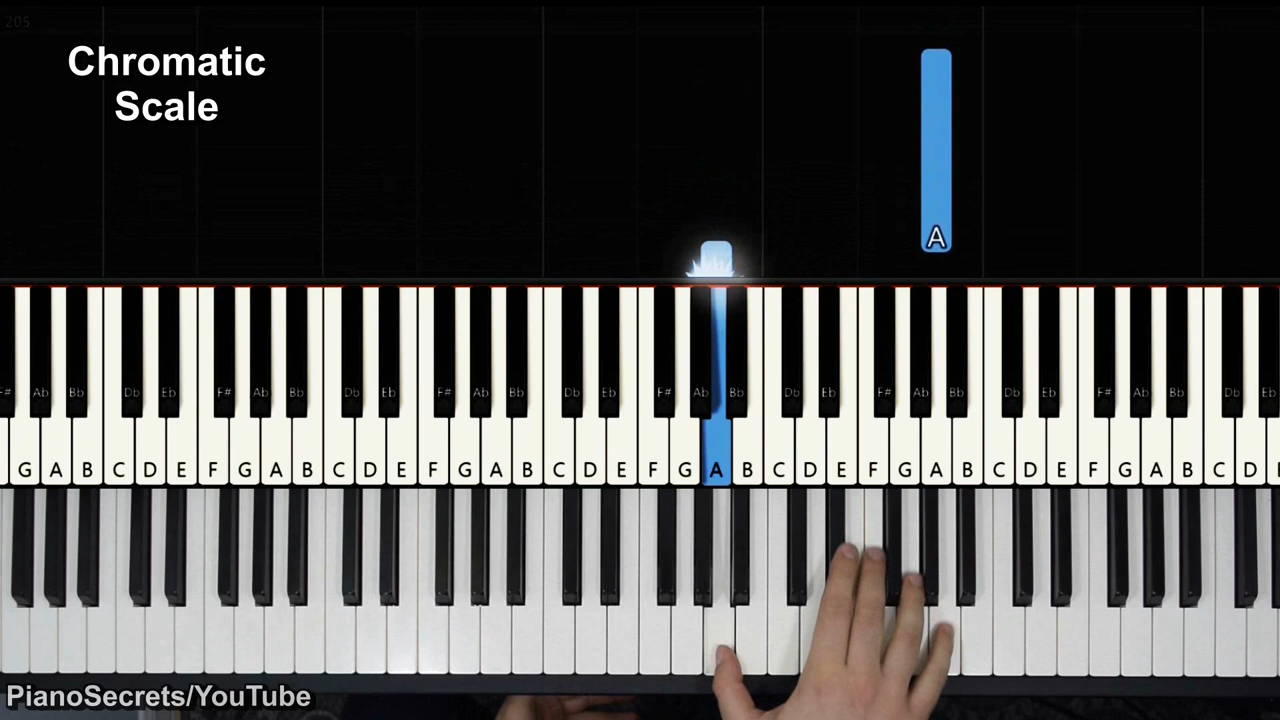 205
Chromatic
Scale
A
F# Ab Bb Db Eb F# Ab Bb Db Eb F# Ab Bb Db Eb F# Ab Bb Db Eb F# Ab Bb Db Eb F# Ab Bb Db Eb
G A B C D E F G A B C D E F G A B C D E F G A B C D E F G A B C D E F G A B C D
PianoSecrets/YouTube